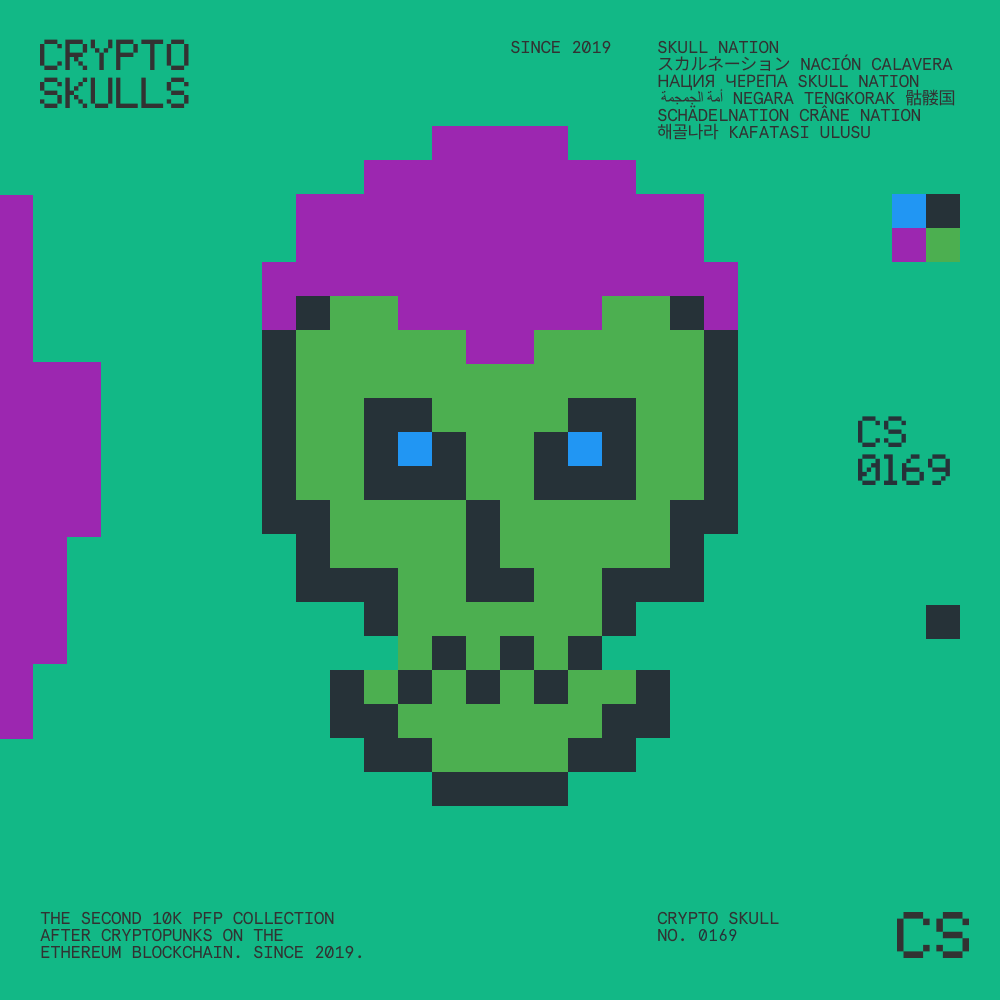 CRYPTO
SKULLS
SINCE 2019
SKULL NATION
スカルネーション NACIÓN CALAVERA
НАЦИЯ ЧЕРЕПА SKULL NATION
أمة الجمجمة NEGARA TENGKORAK 骷髅国
SCHÄDELNATION CRÂNE NATION
해골나라 KAFATASI ULUSU
CS
0169
THE SECOND 10K PFP COLLECTION
AFTER CRYPTOPUNKS ON THE
ETHEREUM BLOCKCHAIN. SINCE 2019.
CRYPTO SKULL
NO. 0169
CS